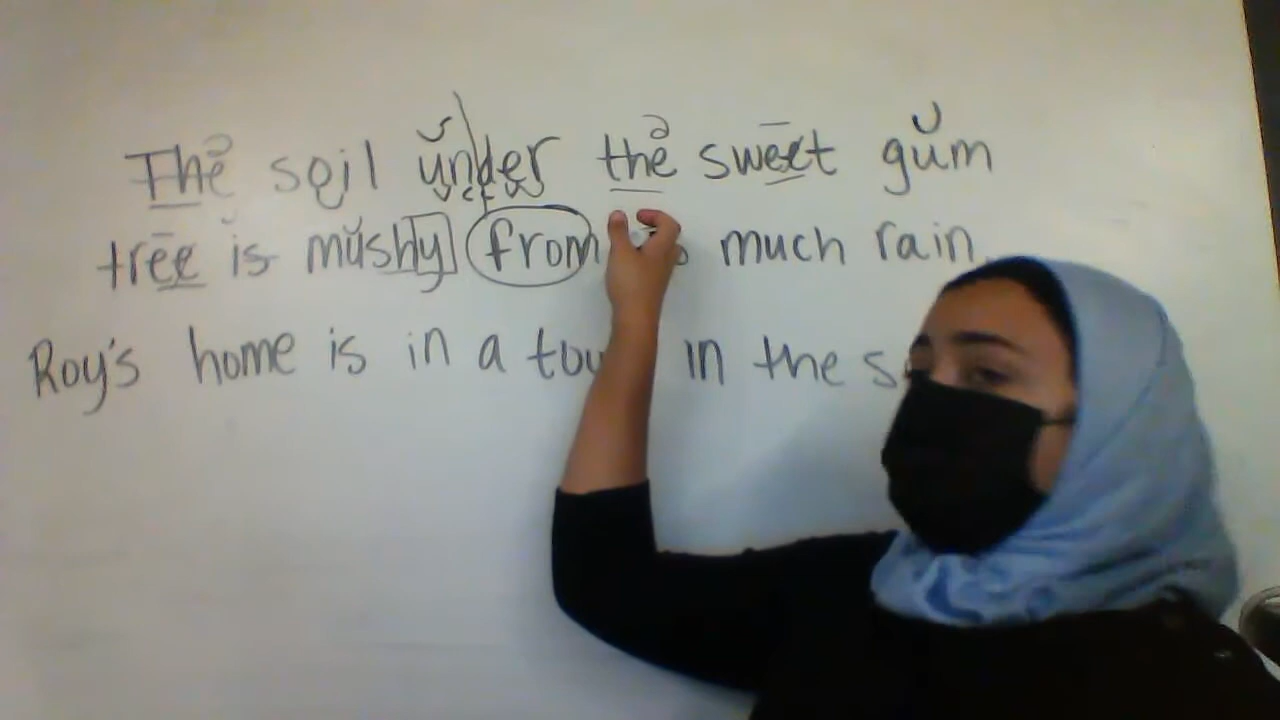 The soil under the sweet gum
tree is mushy from much rain.
Roy's home is in a in the